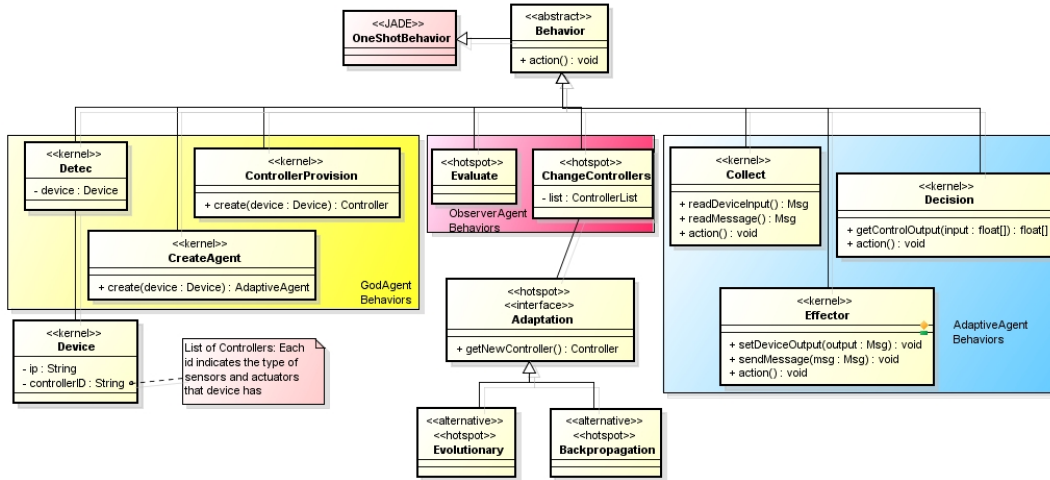 <<JADE>>
OneShotBehavior
<<abstract>>
Behavior
+ action() : void
<<kernel>>
Detec
- device : Device
<<kernel>>
ControllerProvision
+ create(device : Device) : Controller
<<kernel>>
CreateAgent
+ create(device : Device) : AdaptiveAgent
GodAgent
Behaviors
<<hotspot>>
Evaluate
<<hotspot>>
ChangeControllers
- list : ControllerList
ObserverAgent
Behaviors
<<kernel>>
Collect
+ readDeviceInput() : Msg
+ readMessage() : Msg
+ action() : void
<<kernel>>
Decision
+ getControlOutput(input : float[]) : float[]
+ action() : void
<<kernel>>
Effector
+ setDeviceOutput(output : Msg) : void
+ sendMessage(msg : Msg) : void
+ action() : void
AdaptiveAgent
Behaviors
<<kernel>>
Device
- ip : String
- controllerID : String
List of Controllers: Each
id indicates the type of
sensors and actuators
that device has
<<hotspot>>
<<interface>>
Adaptation
+ getNewController() : Controller
<<alternative>>
<<hotspot>>
Evolutionary
<<alternative>>
<<hotspot>>
Backpropagation